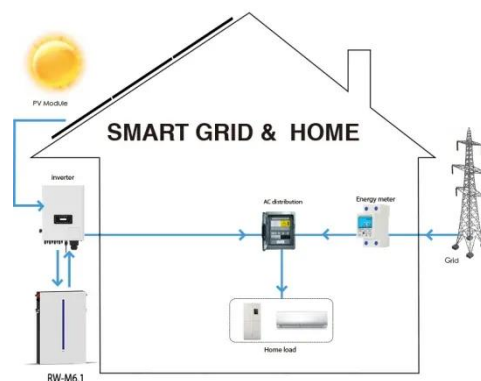 PV Module
SMART GRID & HOME
inverter
AC distribution
Energy meter
Grid
Home load
RW-M6.1